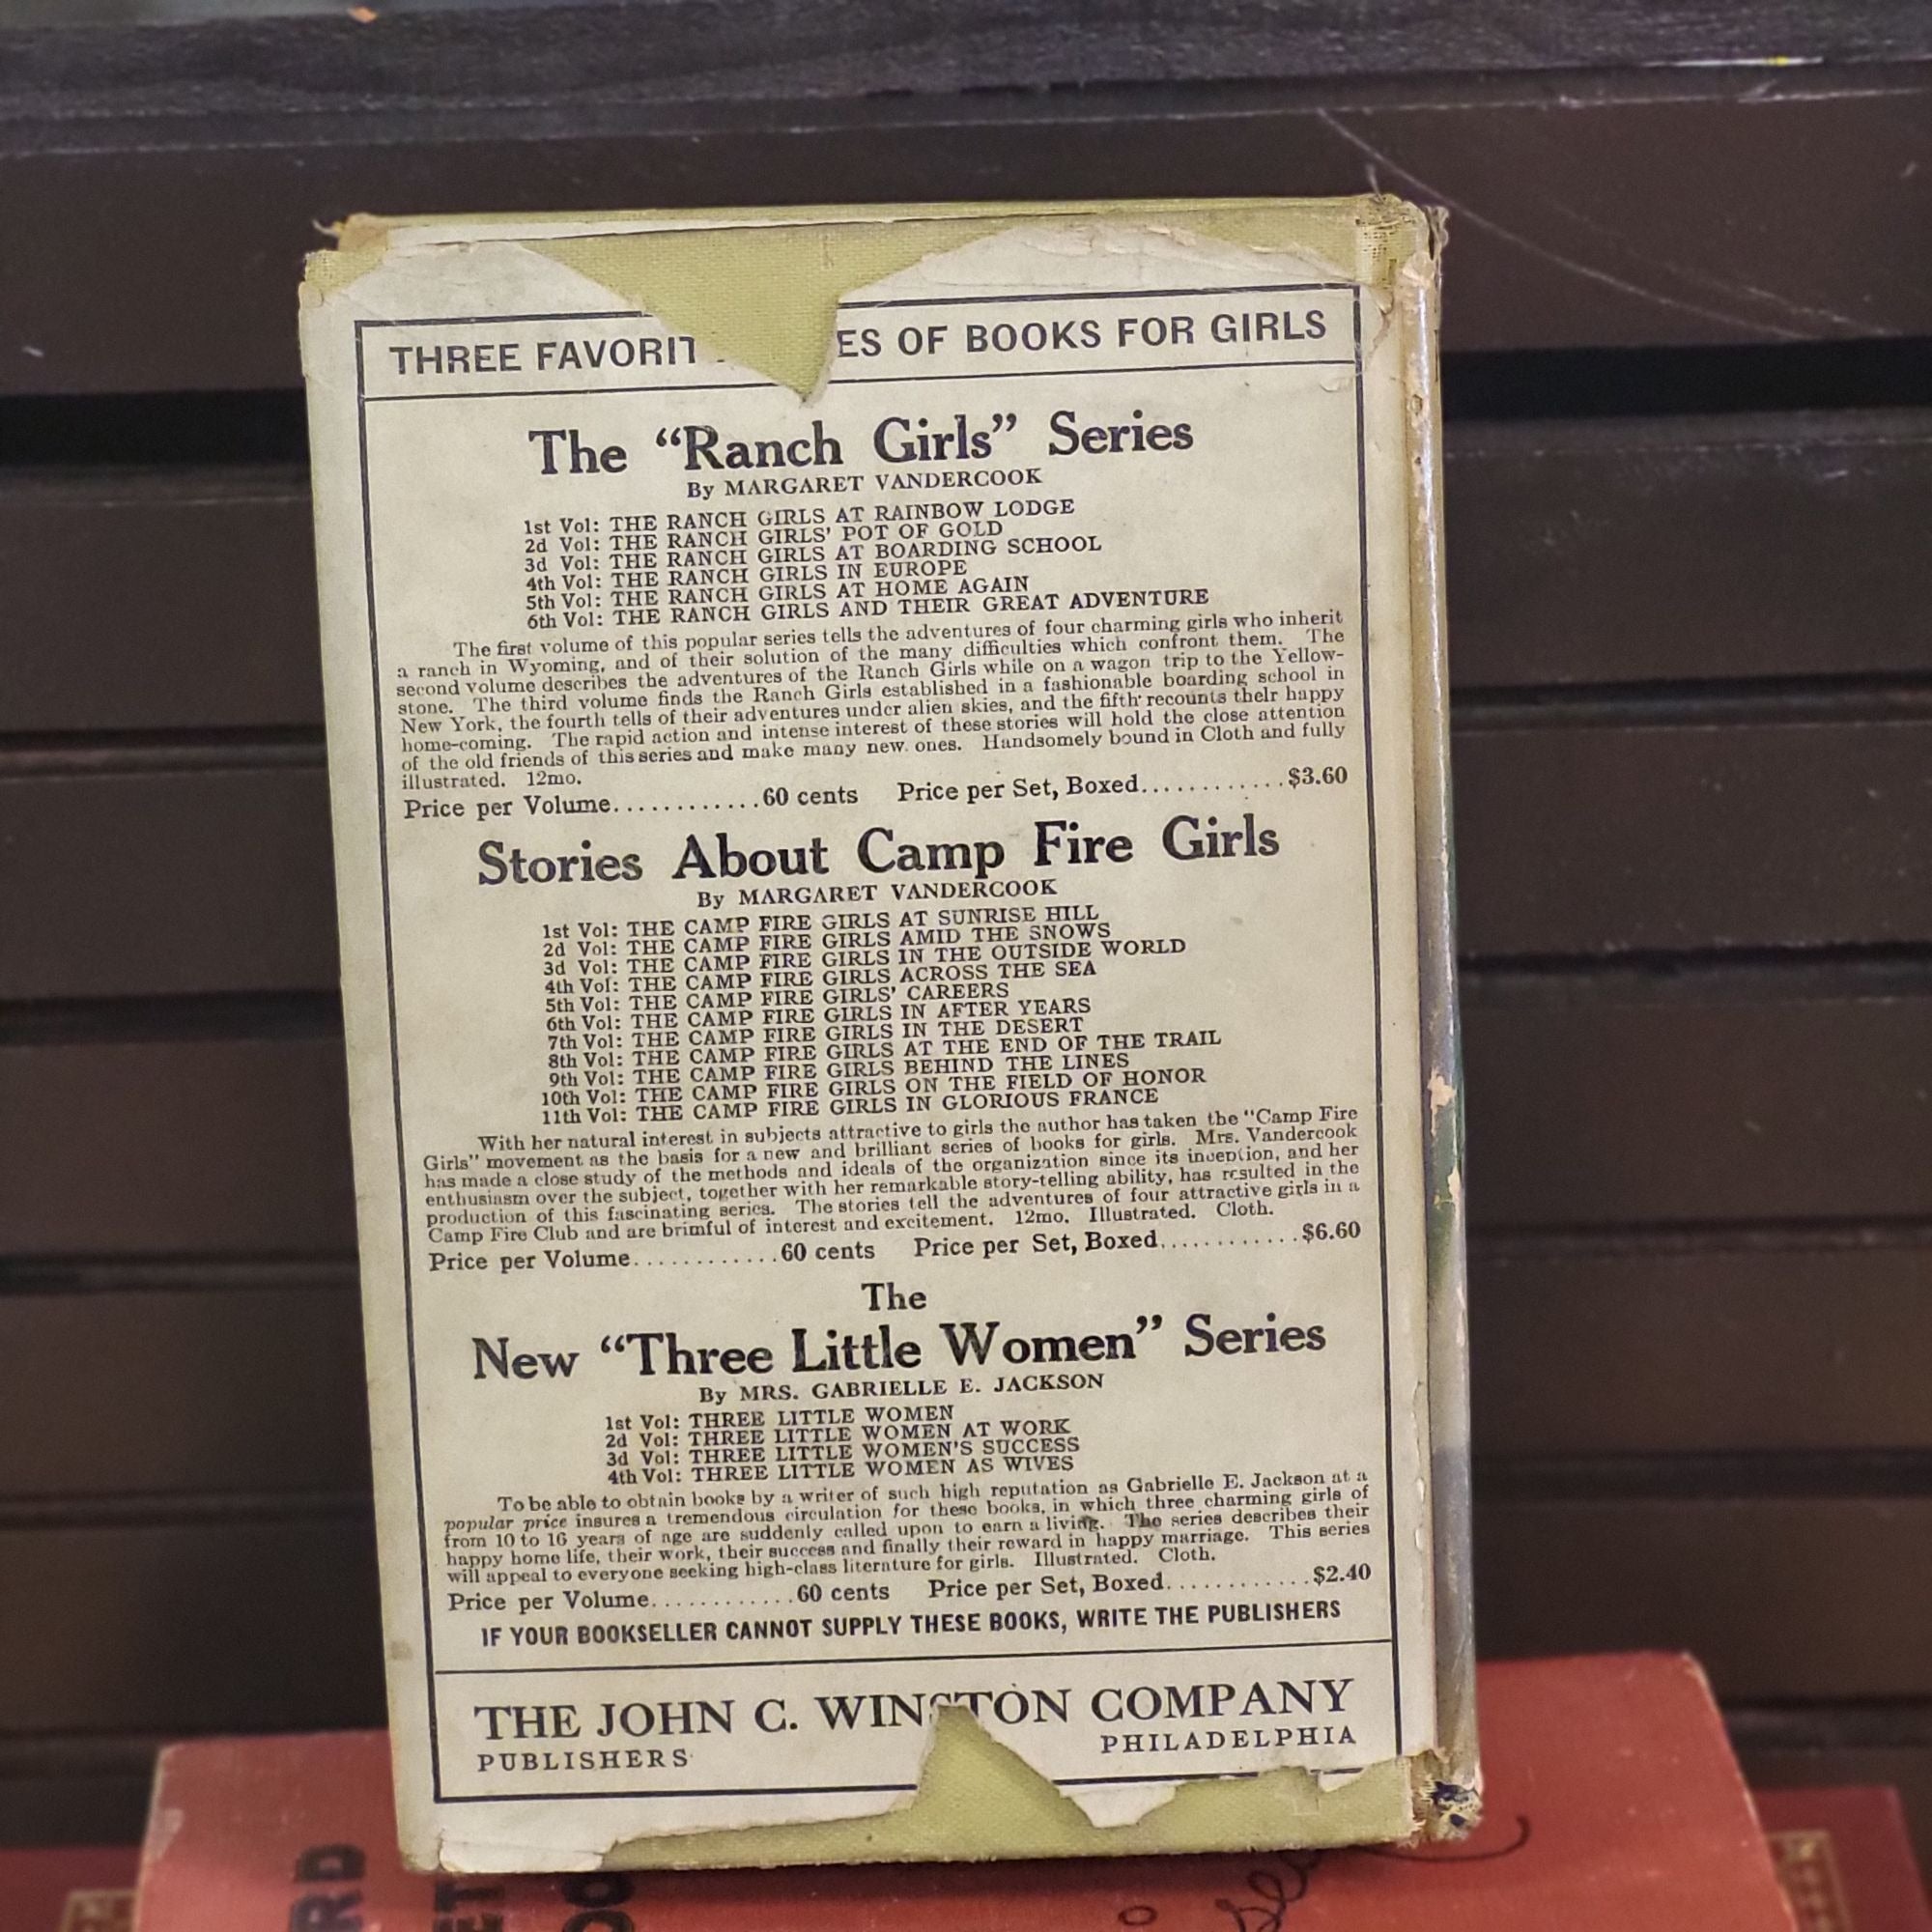 THREE FAVORIT ES OF BOOKS FOR GIRLS
The “Ranch Girls” Series
By MARGARET VANDERCOOK
1st Vol: THE RANCH GIRLS AT RAINBOW LODGE
2d Vol: THE RANCH GIRLS' POT OF GOLD
3d Vol: THE RANCH GIRLS AT BOARDING SCHOOL
4th Vol: THE RANCH GIRLS IN EUROPE
5th Vol: THE RANCH GIRLS AT HOME AGAIN
6th Vol: THE RANCH GIRLS AND THEIR GREAT ADVENTURE
The first volume of this popular series tells the adventures of four charming girls who inherit
a ranch in Wyoming, and of their solution of the many difficulties which confront them. The
second volume describes the adventures of the Ranch Girls while on a wagon trip to the Yellow-
stone. The third volume finds the Ranch Girls established in a fashionable boarding school in
New York, the fourth tells of their adventures under alien skies, and the fifth recounts their happy
home-coming. The rapid action and intense interest of these stories will hold the close attention
of the old friends of this series and make many new ones. Handsomely bound in Cloth and fully
illustrated. 12mo.
Price per Volume............60 cents Price per Set, Boxed............$3.60
Stories About Camp Fire Girls
By MARGARET VANDERCOOK
1st Vol: THE CAMP FIRE GIRLS AT SUNRISE HILL
2d Vol: THE CAMP FIRE GIRLS AMID THE SNOWS
3d Vol: THE CAMP FIRE GIRLS IN THE OUTSIDE WORLD
4th Vol: THE CAMP FIRE GIRLS ACROSS THE SEA
5th Vol: THE CAMP FIRE GIRLS' CAREERS
6th Vol: THE CAMP FIRE GIRLS IN AFTER YEARS
7th Vol: THE CAMP FIRE GIRLS IN THE DESERT
8th Vol: THE CAMP FIRE GIRLS AT THE END OF THE TRAIL
9th Vol: THE CAMP FIRE GIRLS BEHIND THE LINES
10th Vol: THE CAMP FIRE GIRLS ON THE FIELD OF HONOR
11th Vol: THE CAMP FIRE GIRLS IN GLORIOUS FRANCE
With her natural interest in subjects attractive to girls the author has taken the "Camp Fire
Girls" movement as the basis for a new and brilliant series of books for girls. Mrs. Vandercook
has made a close study of the methods and ideals of the organization since its inception, and her
enthusiasm over the subject, together with her remarkable story-telling ability, has resulted in the
production of this fascinating series. The stories tell the adventures of four attractive girls in a
Camp Fire Club and are brimful of interest and excitement. 12mo. Illustrated. Cloth.
Price per Volume............60 cents Price per Set, Boxed............$6.60
The
New “Three Little Women” Series
By MRS. GABRIELLE E. JACKSON
1st Vol: THREE LITTLE WOMEN
2d Vol: THREE LITTLE WOMEN AT WORK
3d Vol: THREE LITTLE WOMEN'S SUCCESS
4th Vol: THREE LITTLE WOMEN AS WIVES
To be able to obtain books by a writer of such high reputation as Gabrielle E. Jackson at a
popular price insures a tremendous circulation for these books, in which three charming girls of
from 10 to 16 years of age are suddenly called upon to earn a living. The series describes their
happy home life, their work, their success and finally their reward in happy marriage. This series
will appeal to everyone seeking high-class literature for girls. Illustrated. Cloth.
Price per Volume............60 cents Price per Set, Boxed............$2.40
IF YOUR BOOKSELLER CANNOT SUPPLY THESE BOOKS, WRITE THE PUBLISHERS
THE JOHN C. WINSTON COMPANY
PUBLISHERS PHILADELPHIA